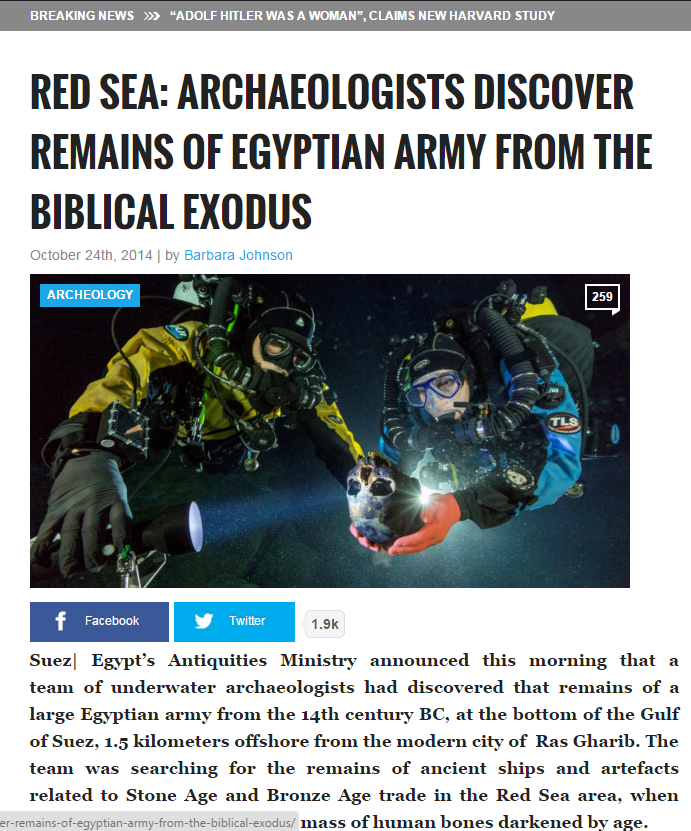 BREAKING NEWS >>> “ADOLF HITLER WAS A WOMAN”, CLAIMS NEW HARVARD STUDY
RED SEA: ARCHAEOLOGISTS DISCOVER
REMAINS OF EGYPTIAN ARMY FROM THE
BIBLICAL EXODUS
October 24th, 2014 | by Barbara Johnson
ARCHEOLOGY
259
TLS
Facebook
Twitter
1.9k
Suez| Egypt’s Antiquities Ministry announced this morning that a
team of underwater archaeologists had discovered that remains of a
large Egyptian army from the 14th century BC, at the bottom of the Gulf
of Suez, 1.5 kilometers offshore from the modern city of Ras Gharib. The
team was searching for the remains of ancient ships and artefacts
related to Stone Age and Bronze Age trade in the Red Sea area, when
er-remains-of-egyptian-army-from-the-biblical-exodus/ mass of human bones darkened by age.